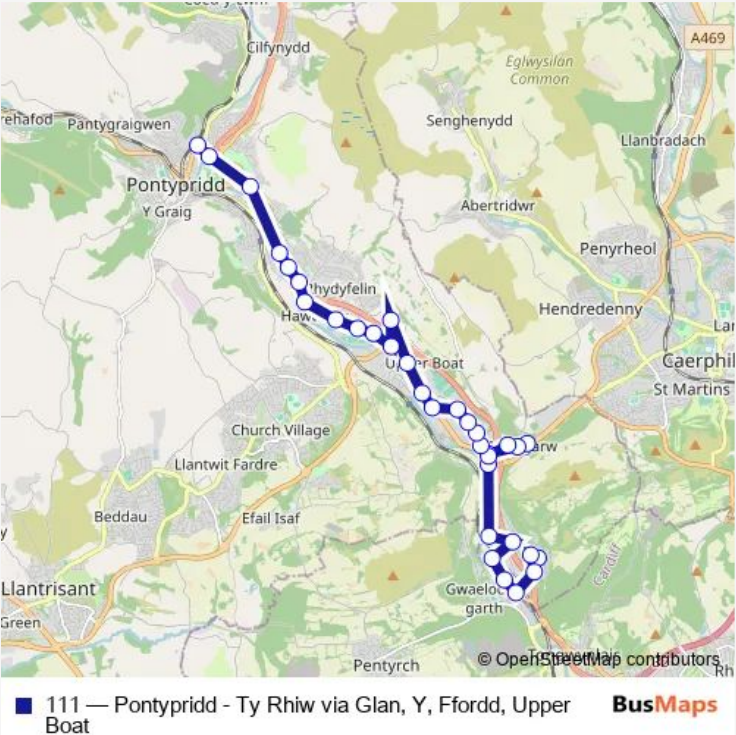 Cilfynydd
A469
Eglwysilan
Common
Pantygraigwen
Senghenydd
Llanbradach
Pontypridd
Y Graig
Abertridwr
Penyrheol
Hendredenny
Upper Boat
Caerphil
St Martins
Church Village
Llantwit Fardre
Beddau
Efail Isaf
Cardiff
Llantrisant
Green
garth
Pentyrch
© OpenStreetMap contributors
111 — Pontypridd - Ty Rhiw via Glan, Y, Ffordd, Upper
Boat
BusMaps